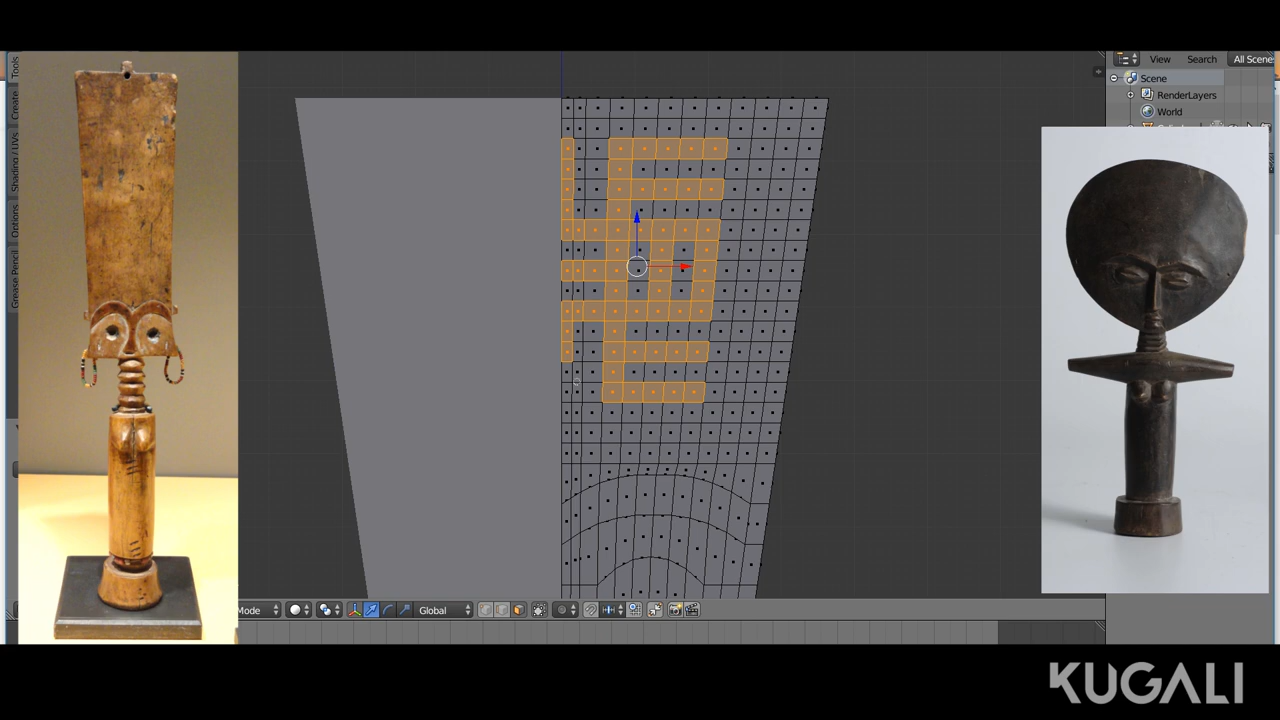 View Search All Scene
Scene
RenderLayers
World
Tools
Create
Shading / UVs
Options
Grease Pencil
Mode
Global
KUGALI